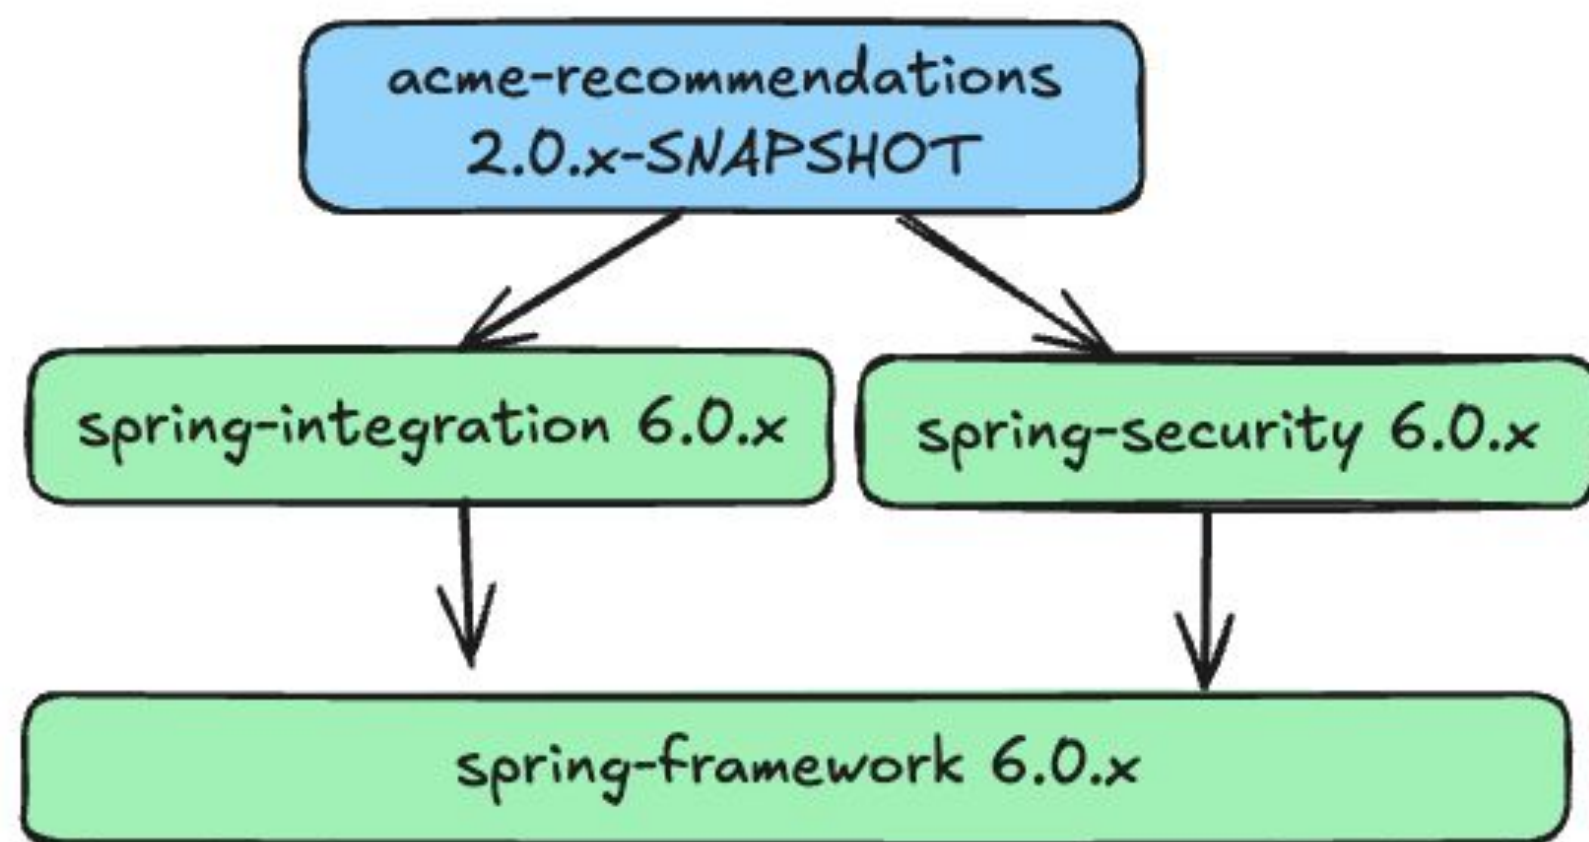 acme-recommendations
2.0.x-SNAPSHOT
spring-integration 6.0.x
spring-security 6.0.x
spring-framework 6.0.x